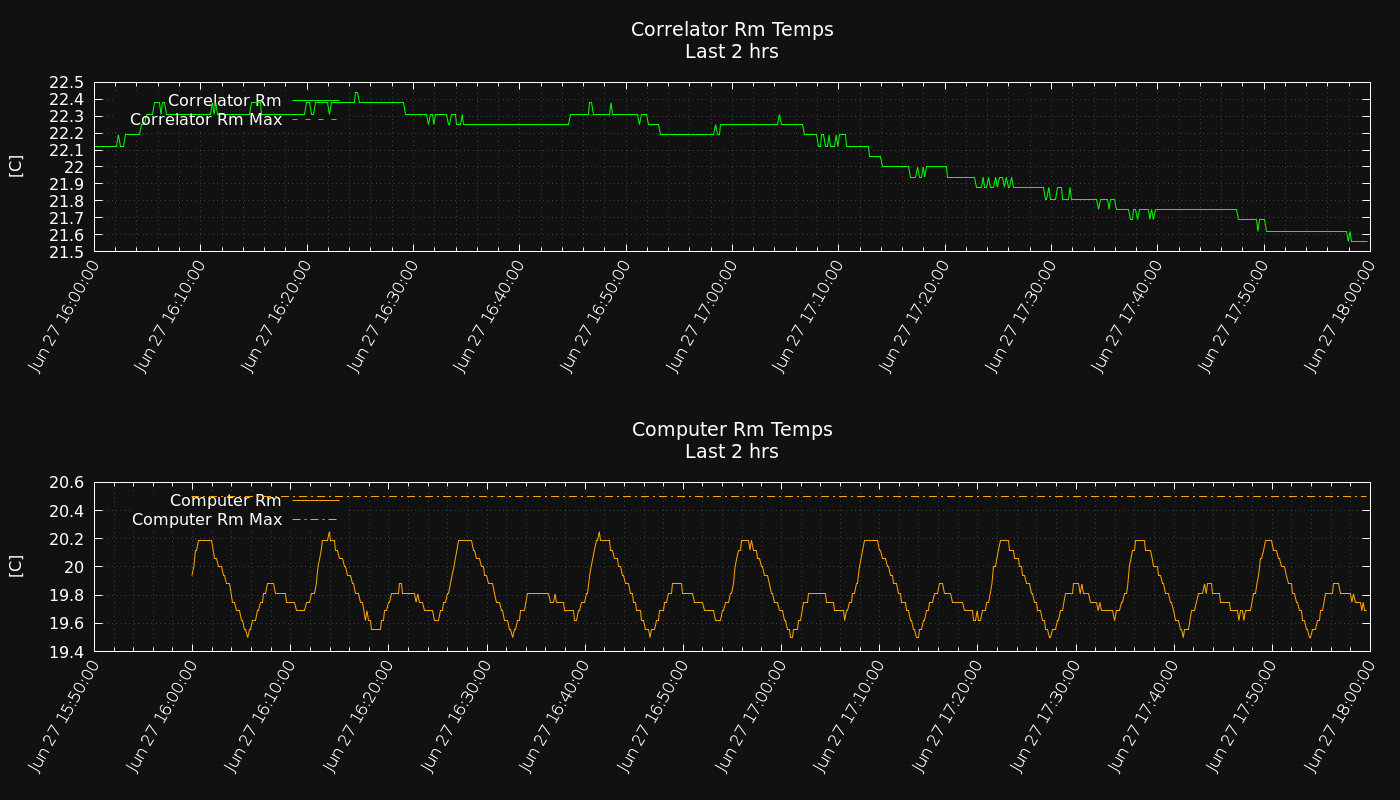 Correlator Rm Temps
Last 2 hrs
22.5
22.4
22.3
22.2
22.1
22
21.9
21.8
21.7
21.6
21.5
[C]
Correlator Rm
Correlator Rm Max
Jun 27 16:00:00
Jun 27 16:10:00
Jun 27 16:20:00
Jun 27 16:30:00
Jun 27 16:40:00
Jun 27 16:50:00
Jun 27 17:00:00
Jun 27 17:10:00
Jun 27 17:20:00
Jun 27 17:30:00
Jun 27 17:40:00
Jun 27 17:50:00
Jun 27 18:00:00
Computer Rm Temps
Last 2 hrs
20.6
20.4
20.2
20
19.8
19.6
19.4
[C]
Computer Rm
Computer Rm Max
Jun 27 15:50:00
Jun 27 16:00:00
Jun 27 16:10:00
Jun 27 16:20:00
Jun 27 16:30:00
Jun 27 16:40:00
Jun 27 16:50:00
Jun 27 17:00:00
Jun 27 17:10:00
Jun 27 17:20:00
Jun 27 17:30:00
Jun 27 17:40:00
Jun 27 17:50:00
Jun 27 18:00:00